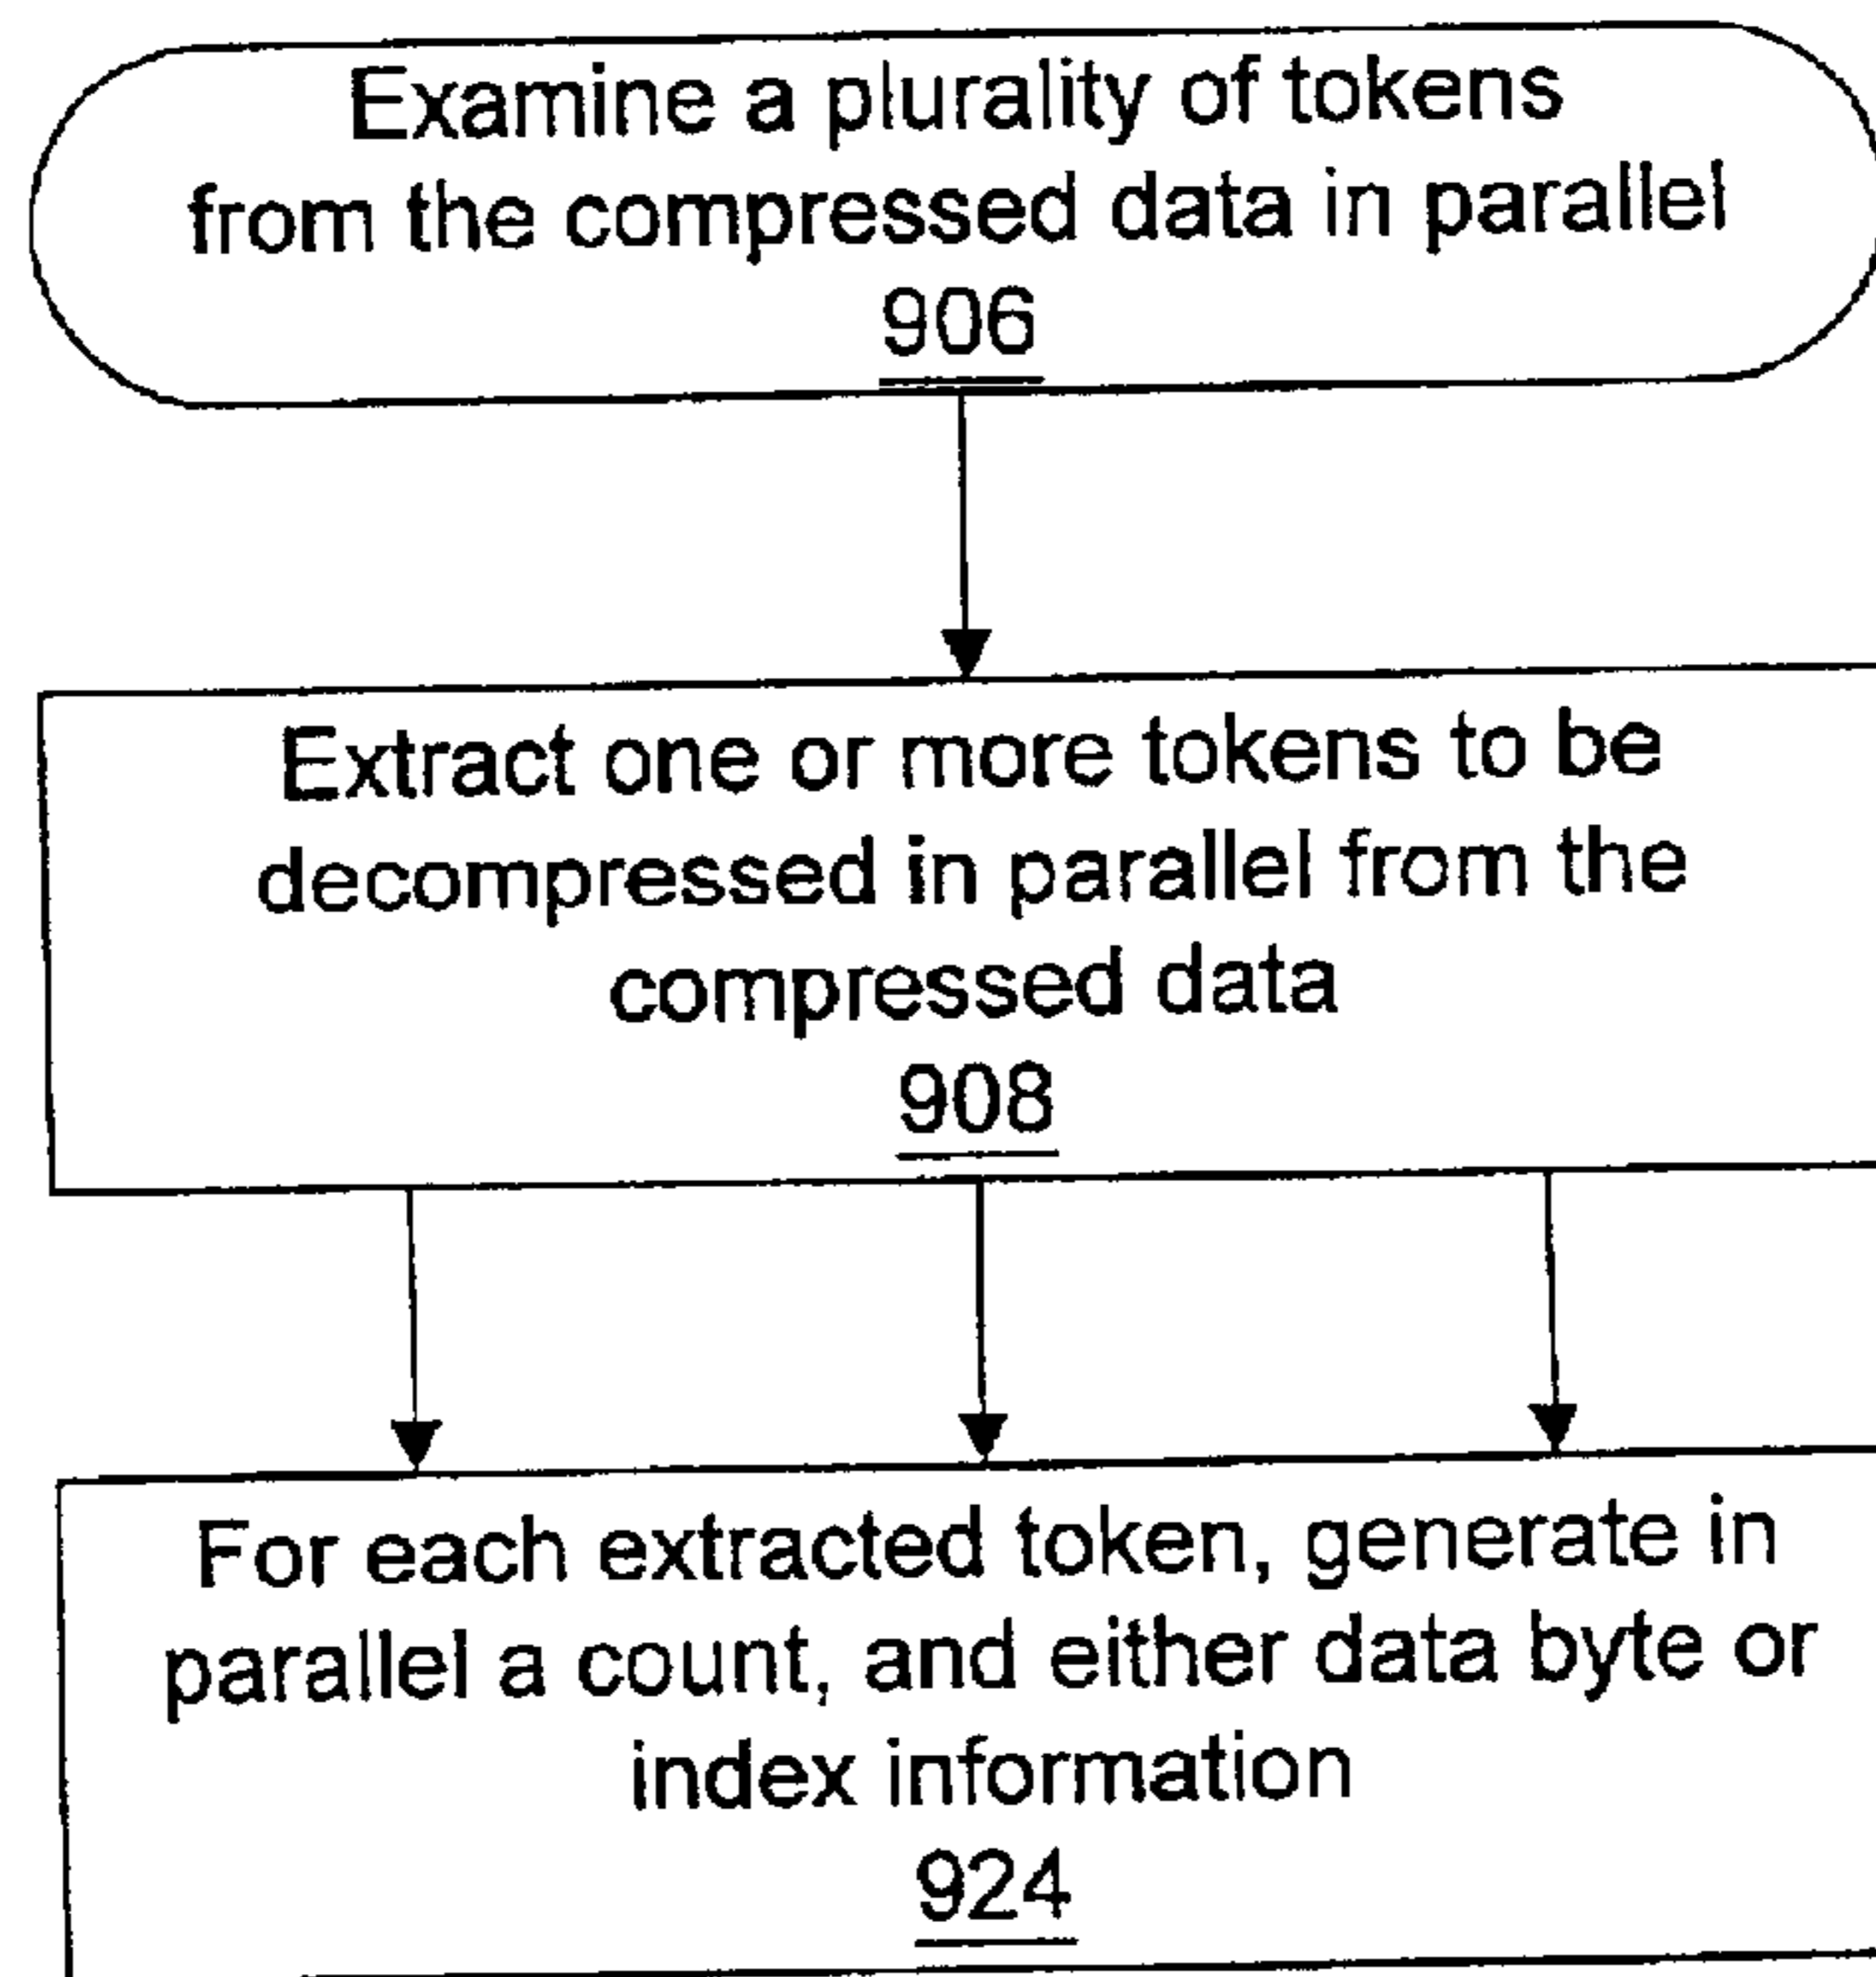 Examine a plurality of tokens
from the compressed data in parallel
906
Extract one or more tokens to be
decompressed in parallel from the
compressed data
908
For each extracted token, generate in
parallel a count, and either data byte or
index information
924